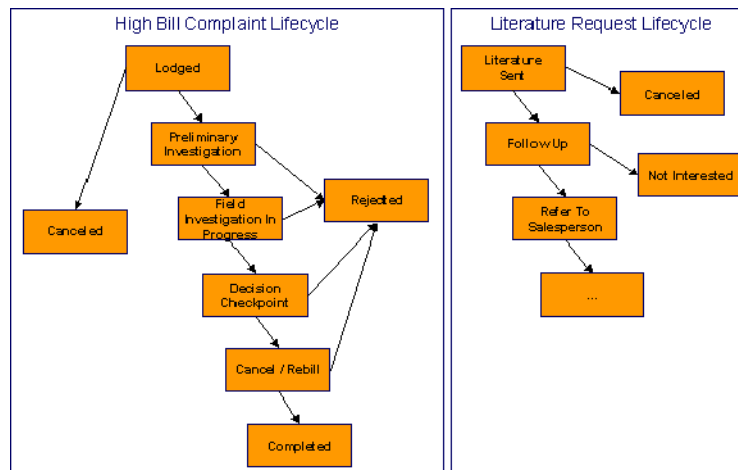 High Bill Complaint Lifecycle
Lodged
Preliminary
Investigation
Field
Investigation In
Progress
Rejected
Canceled
Decision
Checkpoint
Cancel / Rebill
Completed
Literature Request Lifecycle
Literature
Sent
Canceled
Follow Up
Not Interested
Refer To
Salesperson
...